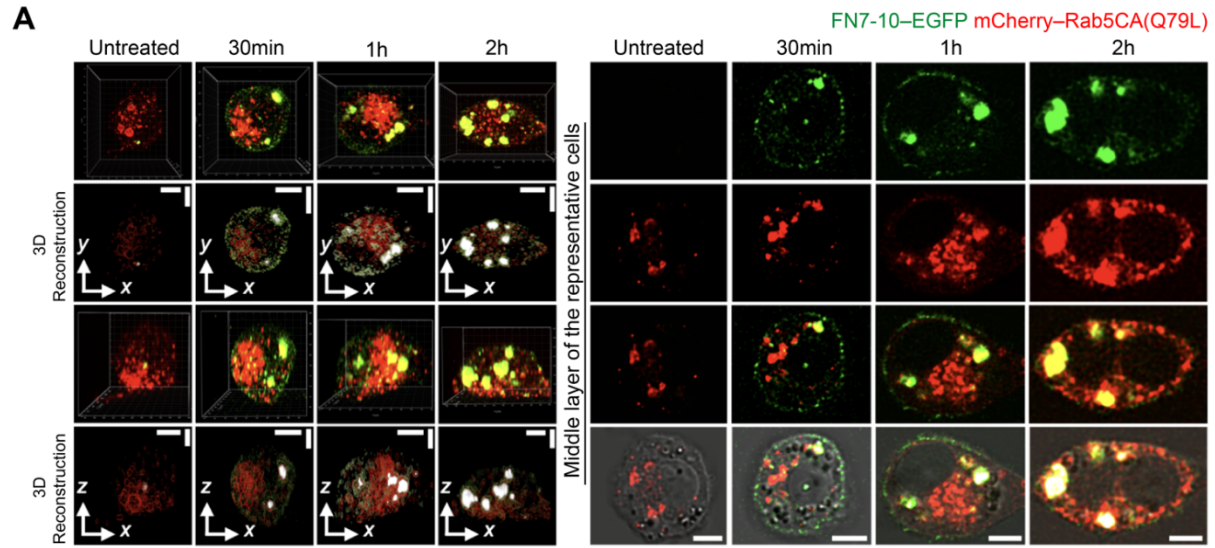 A
FN7-10–EGFP mCherry–Rab5CA(Q79L)
Untreated 30min 1h 2h
Untreated 30min 1h 2h
3D
Reconstruction
y x y x y x y x
3D
Reconstruction
z x z x z x z x
Middle layer of the representative cells